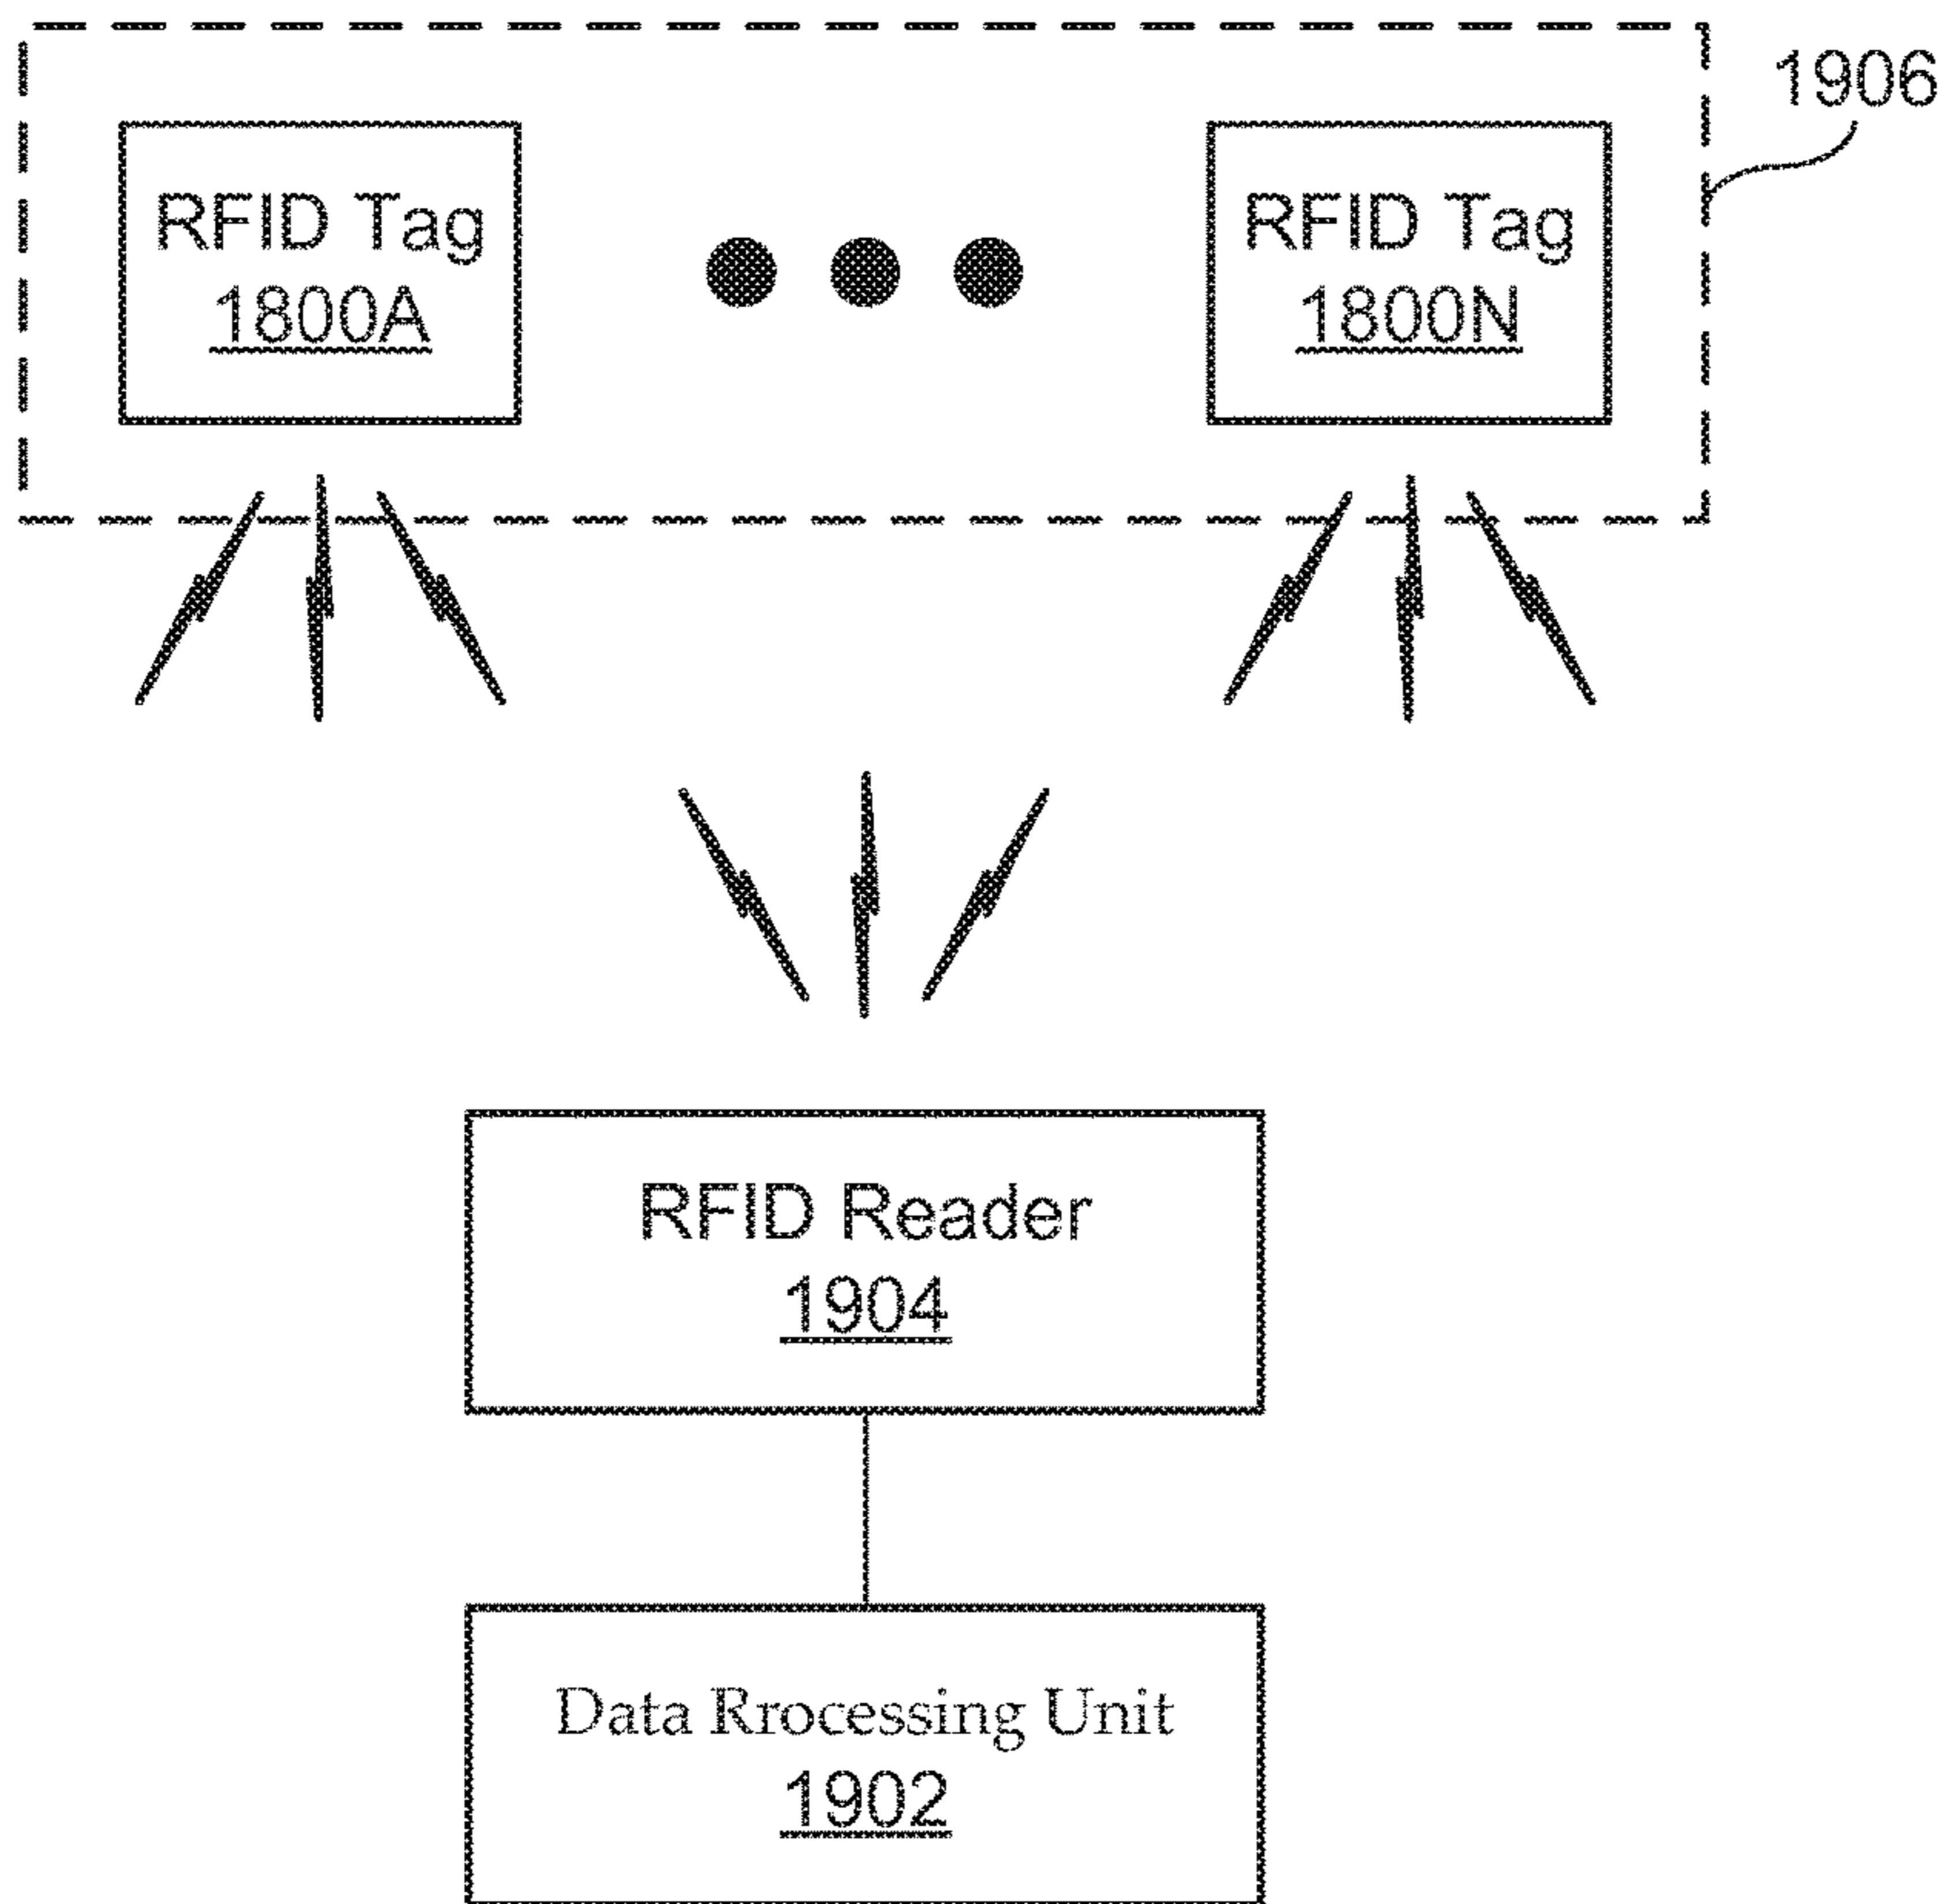 1906
RFID Tag
1800A
RFID Tag
1800N
RFID Reader
1904
Data Rrocessing Unit
1902